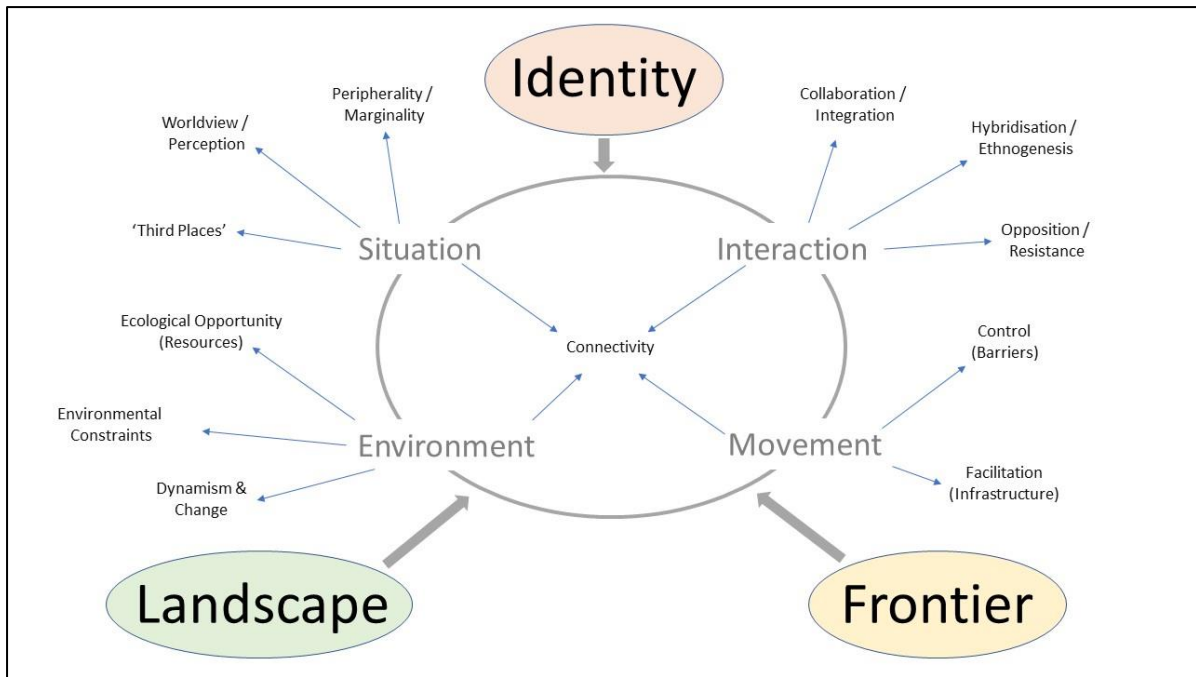 Identity
Peripherality /
Marginality
Worldview /
Perception
‘Third Places’
Situation
Collaboration /
Integration
Hybridisation /
Ethnogenesis
Opposition /
Resistance
Interaction
Connectivity
Ecological Opportunity
(Resources)
Environmental
Constraints
Dynamism &
Change
Environment
Control
(Barriers)
Facilitation
(Infrastructure)
Movement
Landscape
Frontier